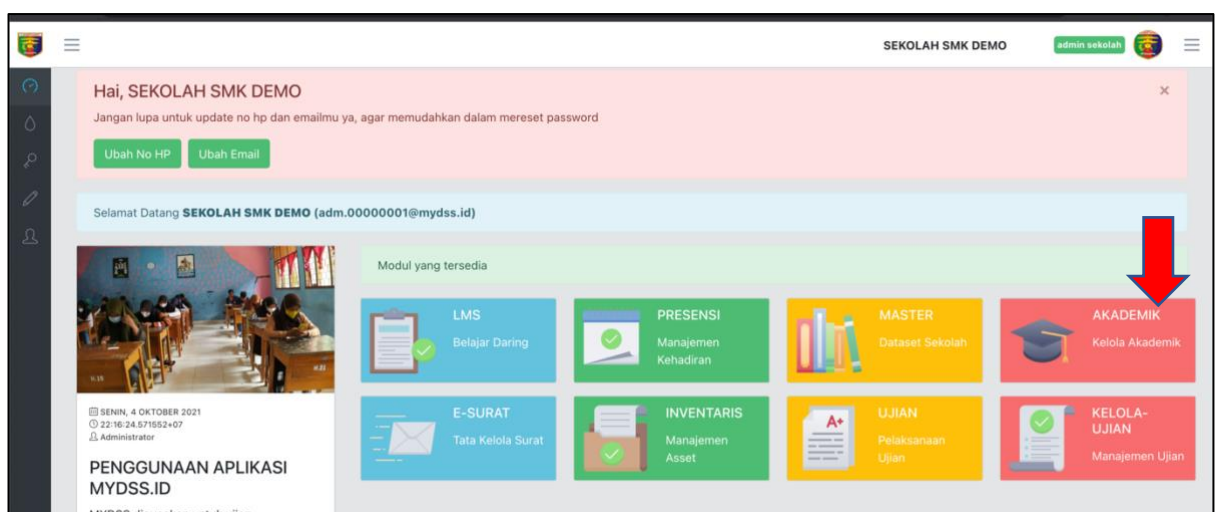 SEKOLAH SMK DEMO
admin sekolah
Hai, SEKOLAH SMK DEMO
Jangan lupa untuk update no hp dan emailmu ya, agar memudahkan dalam mereset password
Ubah No HP
Ubah Email
Selamat Datang SEKOLAH SMK DEMO (adm.00000001@mydss.id)
Modul yang tersedia
LMS
Belajar Daring
PRESENSI
Manajemen
Kehadiran
MASTER
Dataset Sekolah
AKADEMIK
Kelola Akademik
E-SURAT
Tata Kelola Surat
INVENTARIS
Manajemen
Asset
A+
UJIAN
Pelaksanaan
Ujian
KELOLA-
UJIAN
Manajemen Ujian
SENIN, 4 OKTOBER 2021
22:16:24.571552+07
Administrator
PENGGUNAAN APLIKASI
MYDSS.ID